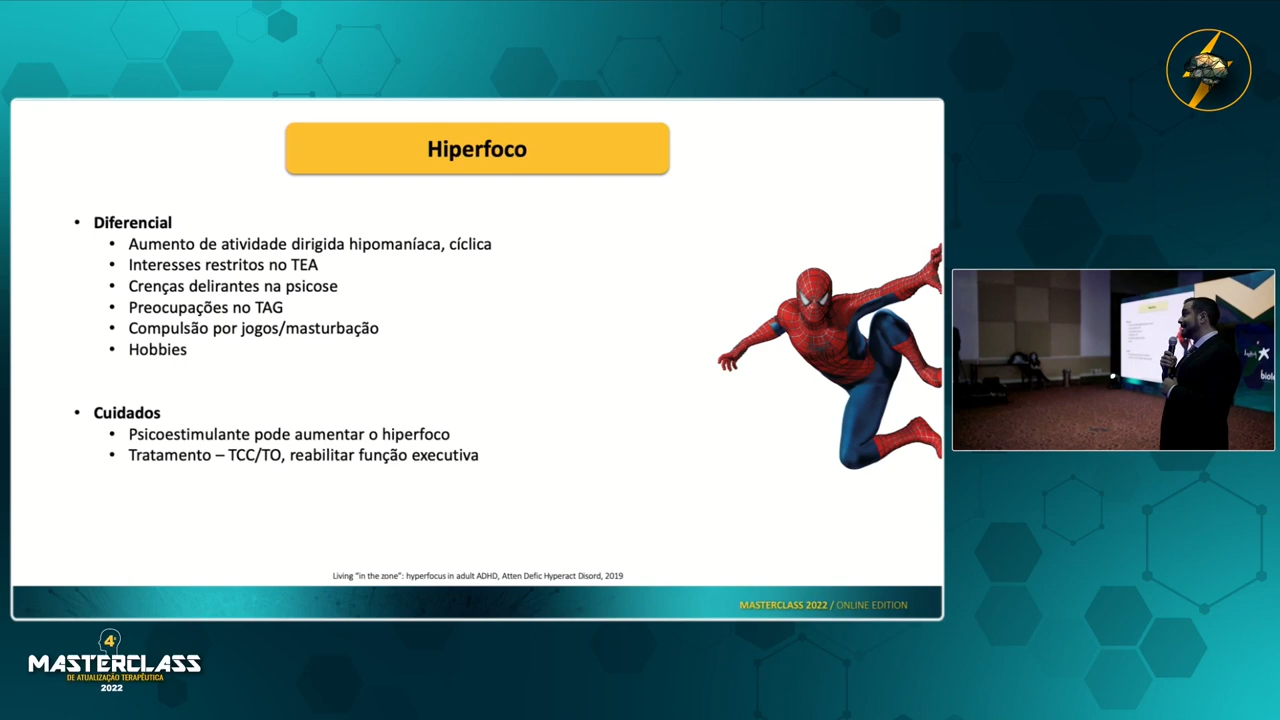 Hiperfoco
• Diferencial
• Aumento de atividade dirigida hipomaníaca, cíclica
• Interesses restritos no TEA
• Crenças delirantes na psicose
• Preocupações no TAG
• Compulsão por jogos/masturbação
• Hobbies
• Cuidados
• Psicoestimulante pode aumentar o hiperfoco
• Tratamento – TCC/TO, reabilitar função executiva
Living "in the zone": hyperfocus in adult ADHD, Atten Defic Hyperact Disord, 2019
MASTERCLASS 2022 / ONLINE EDITION
4ª
MASTERCLASS
DE ATUALIZAÇÃO TERAPÊUTICA
2022